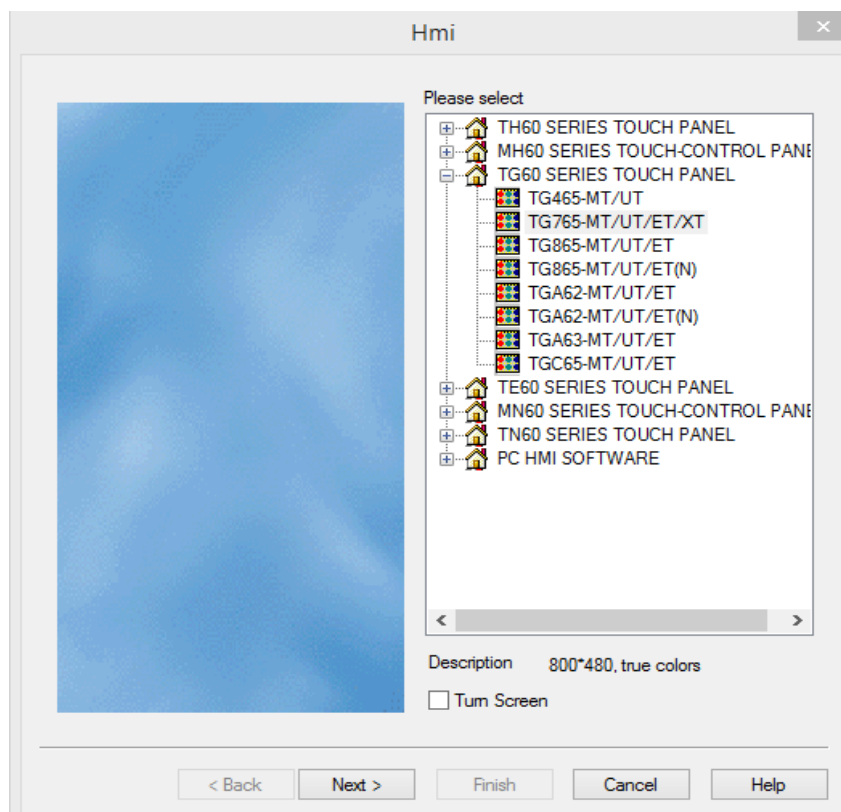 Hmi
Please select
TH60 SERIES TOUCH PANEL
MH60 SERIES TOUCH-CONTROL PANE
TG60 SERIES TOUCH PANEL
TG465-MT/UT
TG765-MT/UT/ET/XT
TG865-MT/UT/ET
TG865-MT/UT/ET(N)
TGA62-MT/UT/ET
TGA62-MT/UT/ET(N)
TGA63-MT/UT/ET
TGC65-MT/UT/ET
TE60 SERIES TOUCH PANEL
MN60 SERIES TOUCH-CONTROL PANE
TN60 SERIES TOUCH PANEL
PC HMI SOFTWARE
Description 800*480, true colors
Turn Screen
< Back Next > Finish Cancel Help